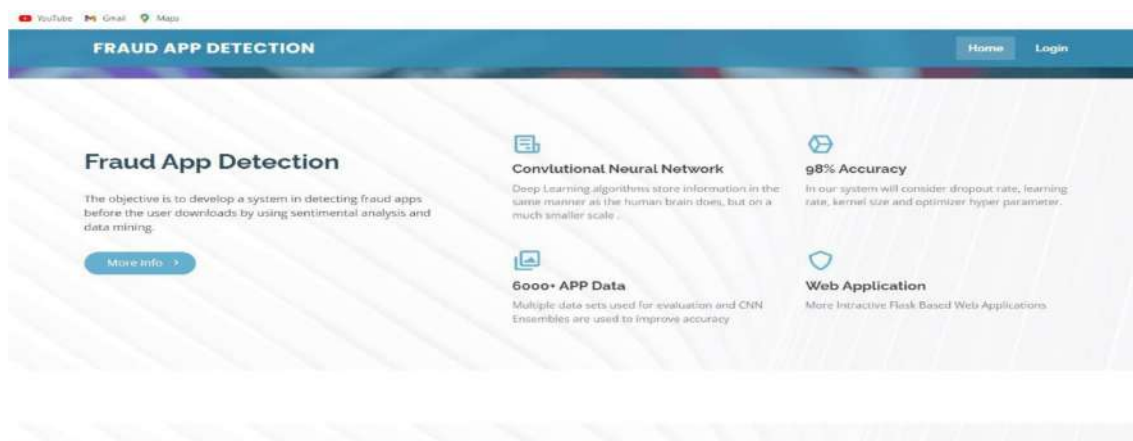 YouTube Gmail Maps
FRAUD APP DETECTION
Home Login
Fraud App Detection
The objective is to develop a system in detecting fraud apps
before the user downloads by using sentimental analysis and
data mining.
More Info
Convlutional Neural Network
Deep Learning algorithms store information in the
same manner as the human brain does, but on a
much smaller scale .
98% Accuracy
In our system will consider dropout rate, learning
rate, kernel size and optimizer hyper parameter.
6000+ APP Data
Multiple data sets used for evaluation and CNN
Ensembles are used to improve accuracy
Web Application
More Intractive Flask Based Web Applications